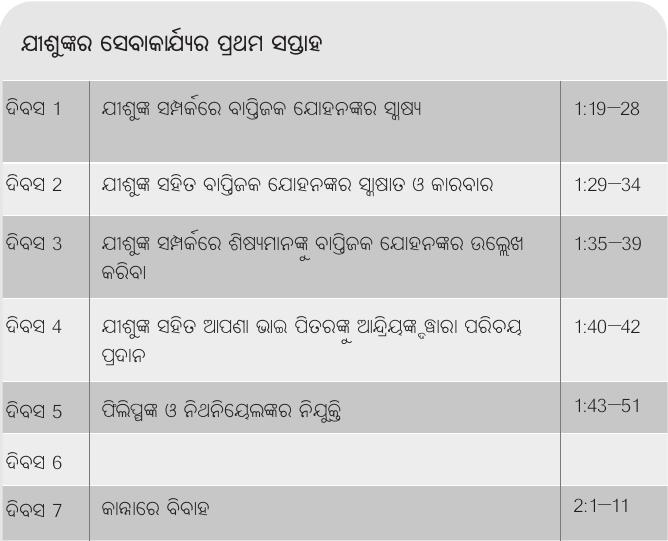 ଯୀଶୁଙ୍କର ସେବାକାର୍ଯ୍ୟର ପ୍ରଥମ ସପ୍ତାହ
ଦିବସ 1 ଯୀଶୁଙ୍କ ସମ୍ପର୍କରେ ବାପ୍ତିଜକ ଯୋହନଙ୍କର ସ୍କାଷ୍ୟ 1:19—28
ଦିବସ 2 ଯୀଶୁଙ୍କ ସହିତ ବାପ୍ତିଜକ ଯୋହନଙ୍କର ସ୍କାଷାତ ଓ କାରବାର 1:29—34
ଦିବସ 3 ଯୀଶୁଙ୍କ ସମ୍ପର୍କରେ ଶିଷ୍ୟମାନଙ୍କୁ ବାପ୍ତିଜକ ଯୋହନଙ୍କର ଉଲ୍ଲେଖ 1:35—39
କରିବା
ଦିବସ 4 ଯୀଶୁଙ୍କ ସହିତ ଆପଣା ଭାଇ ପିତରଙ୍କୁ ଆନ୍ଦ୍ରିୟଙ୍କ ଦ୍ୱାରା ପରିଚୟ 1:40—42
ପ୍ରଦାନ
ଦିବସ 5 ଫିଲିପ୍ପଙ୍କ ଓ ନିଥନିୟେଲଙ୍କର ନିଯୁକ୍ତି 1:43—51
ଦିବସ 6
ଦିବସ 7 କାନ୍ନାରେ ବିବାହ 2:1—11